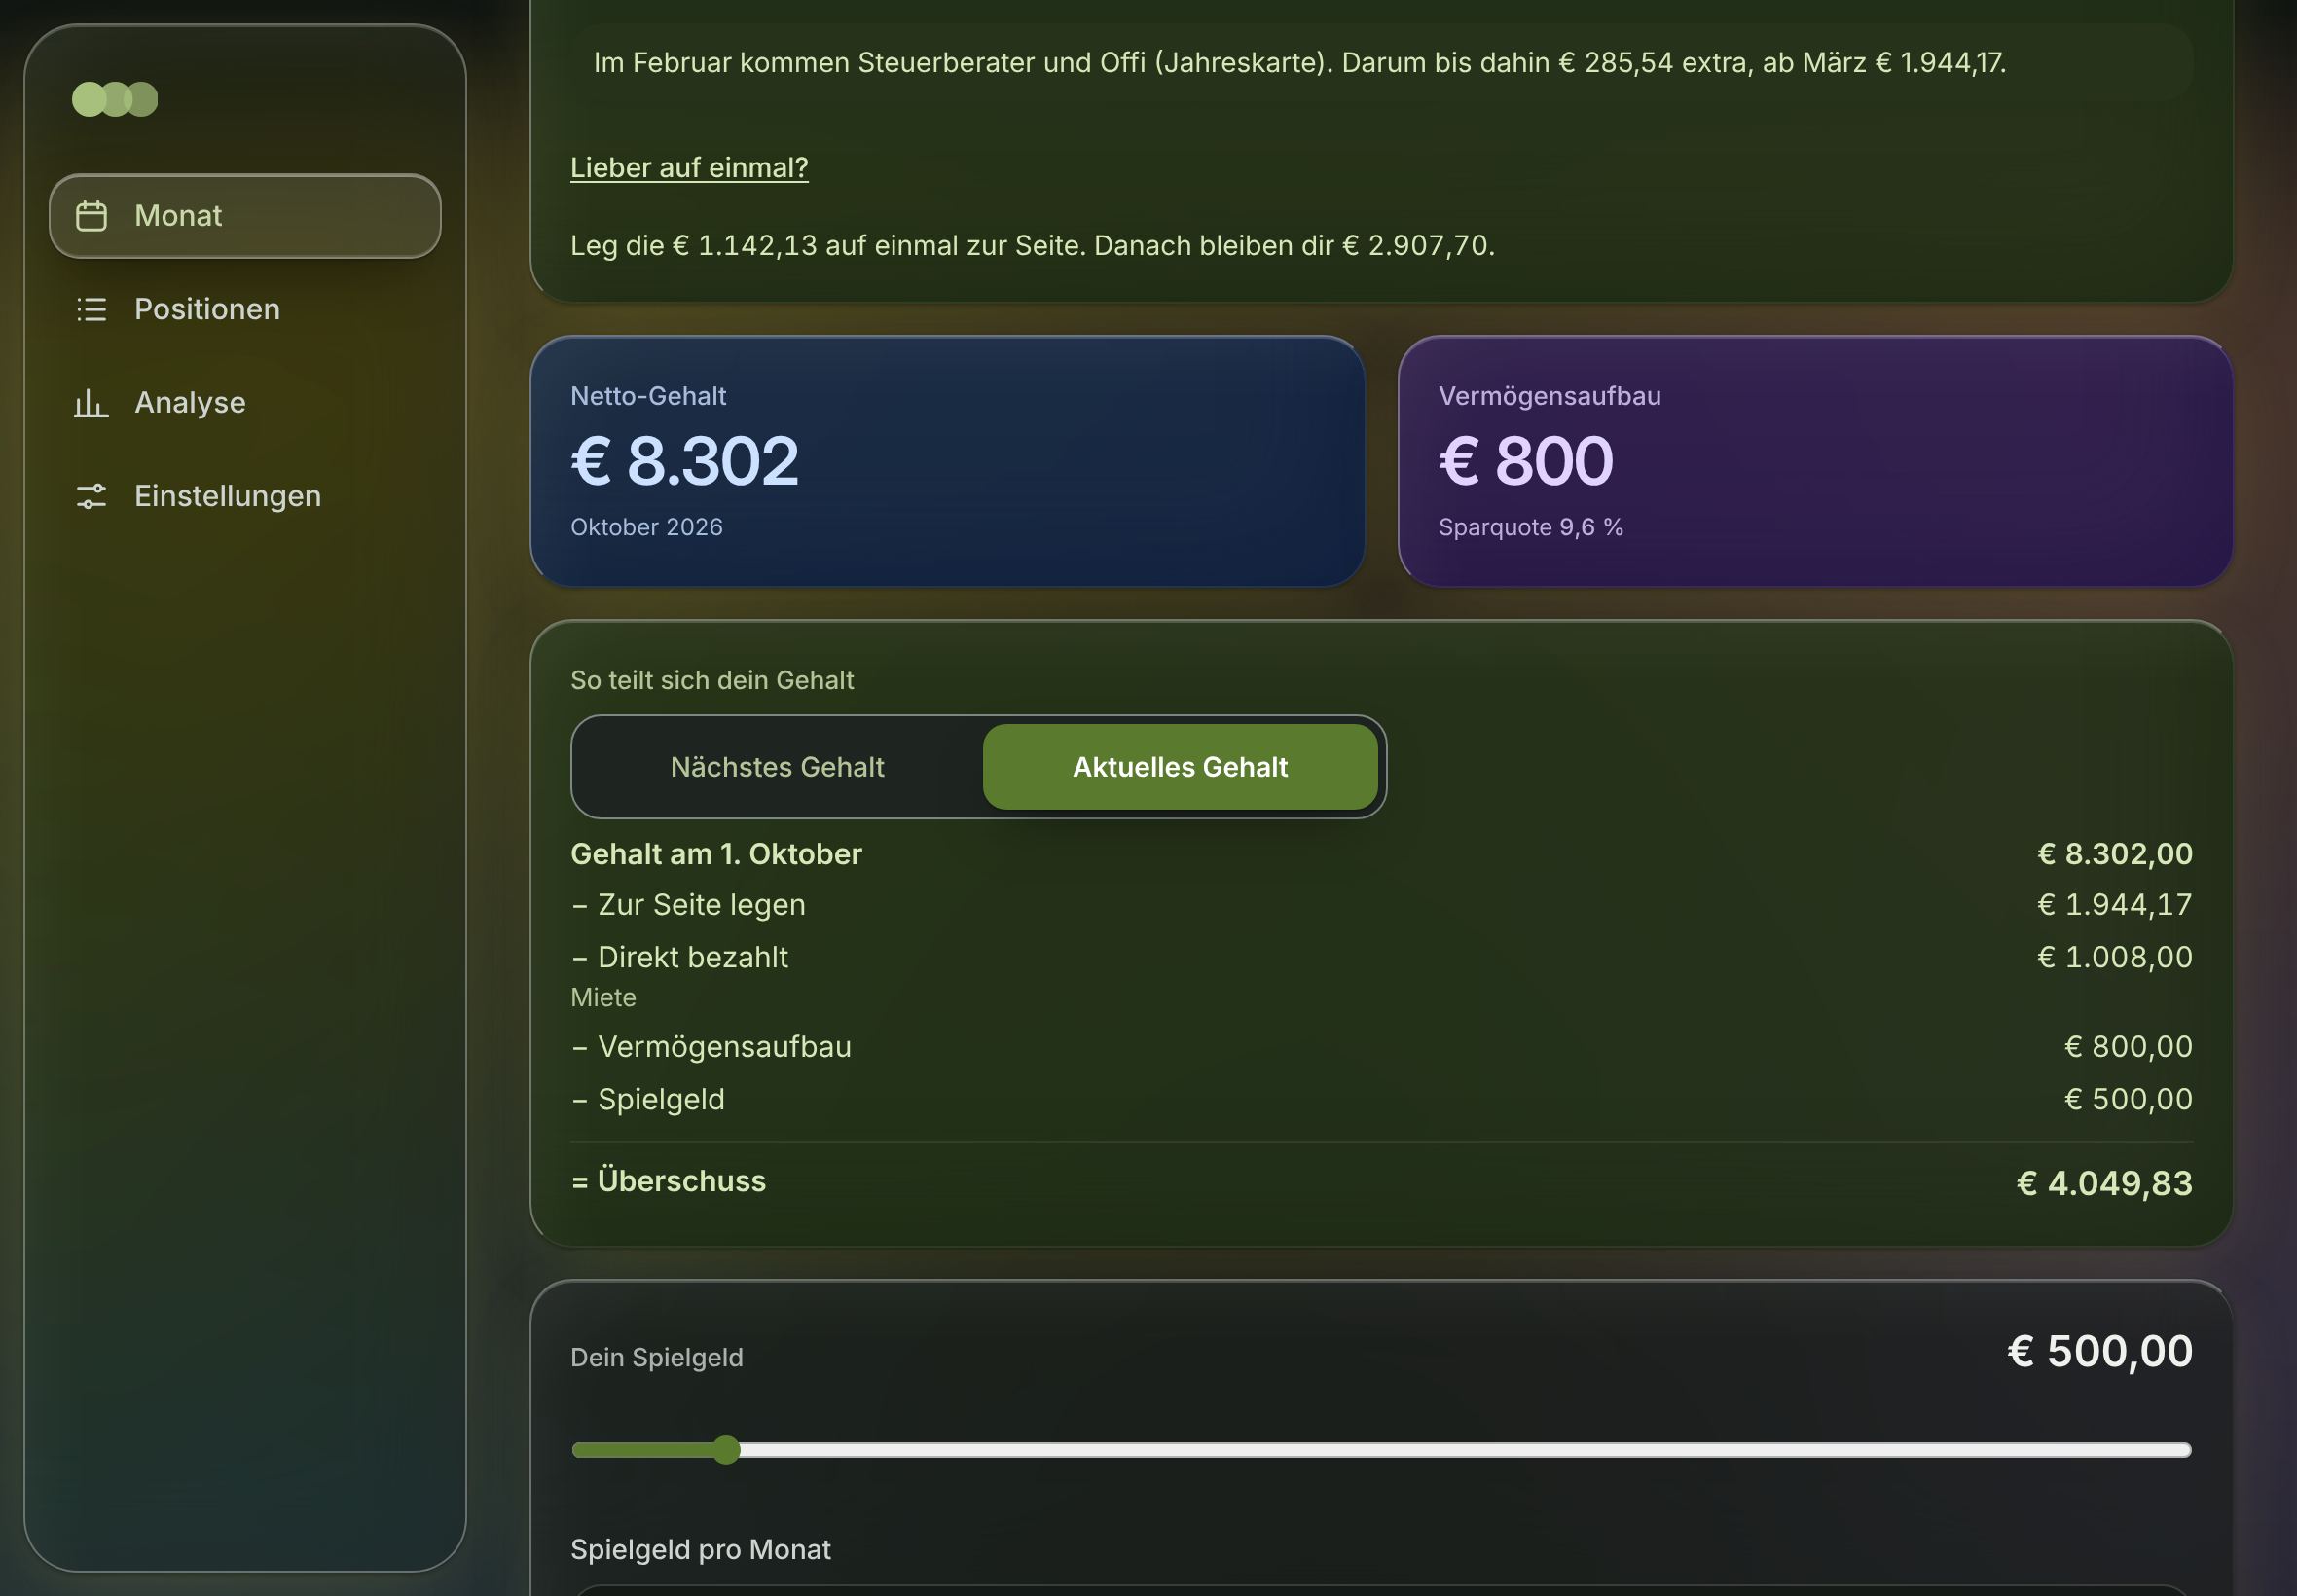 Im Februar kommen Steuerberater und Offi (Jahreskarte). Darum bis dahin € 285,54 extra, ab März € 1.944,17.
Lieber auf einmal?
Leg die € 1.142,13 auf einmal zur Seite. Danach bleiben dir € 2.907,70.
Monat
Positionen
Analyse
Einstellungen
Netto-Gehalt
€ 8.302
Oktober 2026
Vermögensaufbau
€ 800
Sparquote 9,6 %
So teilt sich dein Gehalt
Nächstes Gehalt
Aktuelles Gehalt
Gehalt am 1. Oktober € 8.302,00
− Zur Seite legen € 1.944,17
− Direkt bezahlt € 1.008,00
Miete
− Vermögensaufbau € 800,00
− Spielgeld € 500,00
= Überschuss € 4.049,83
Dein Spielgeld € 500,00
Spielgeld pro Monat